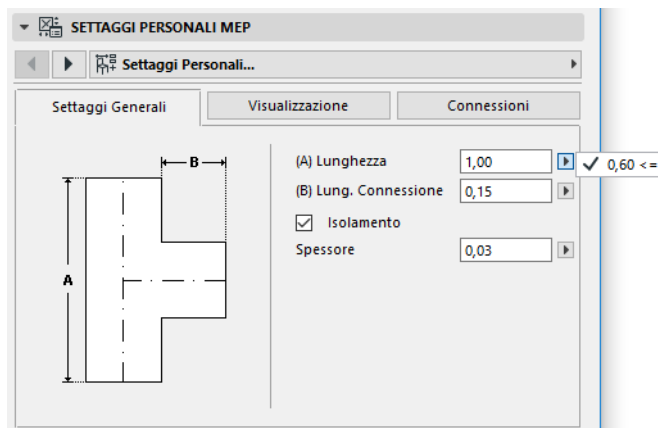 SETTAGGI PERSONALI MEP
Settaggi Personali...
Settaggi Generali
Visualizzazione
Connessioni
B
A
(A) Lunghezza 1,00
0,60 <=
(B) Lung. Connessione 0,15
Isolamento
Spessore 0,03